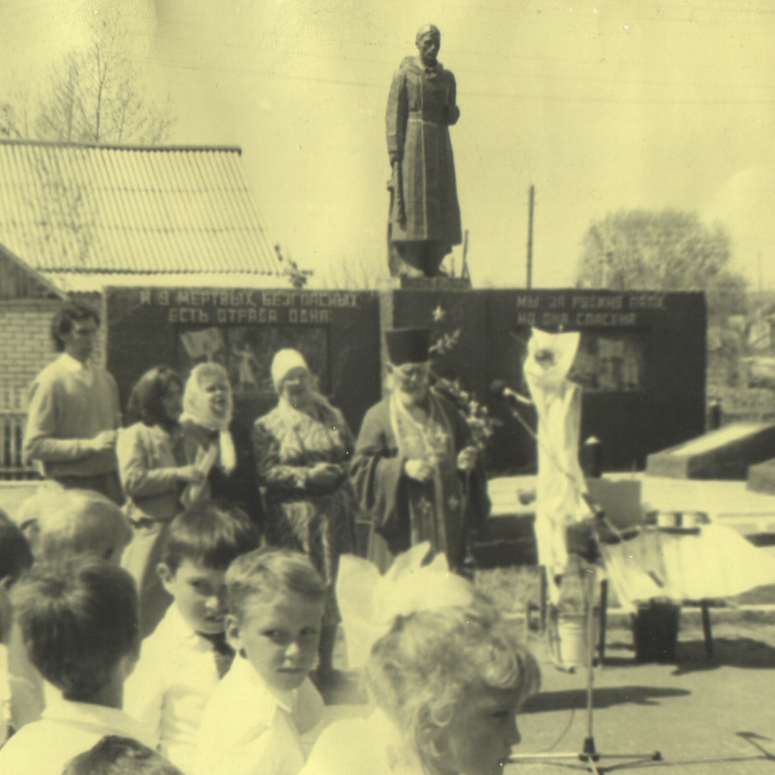 И У МЕРТВЫХ, БЕЗГЛАСНЫХ,
ЕСТЬ ОТРАДА ОДНА:
МЫ ЗА РОДИНУ ПАЛИ,
НО ОНА СПАСЕНА